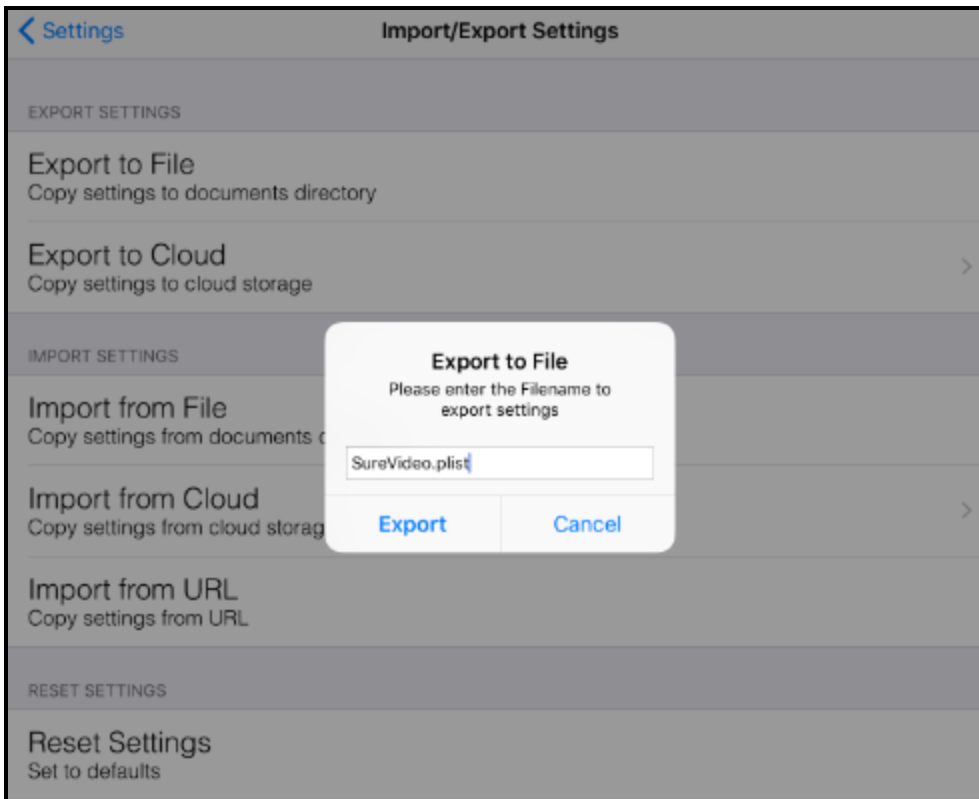 Settings
Import/Export Settings
EXPORT SETTINGS
Export to File
Copy settings to documents directory
Export to Cloud
Copy settings to cloud storage
IMPORT SETTINGS
Import from File
Copy settings from documents
Import from Cloud
Copy settings from cloud
Import from URL
Copy settings from URL
RESET SETTINGS
Reset Settings
Set to defaults
Export to File
Please enter the Filename to
export settings
SureVideo.plist
Export
Cancel